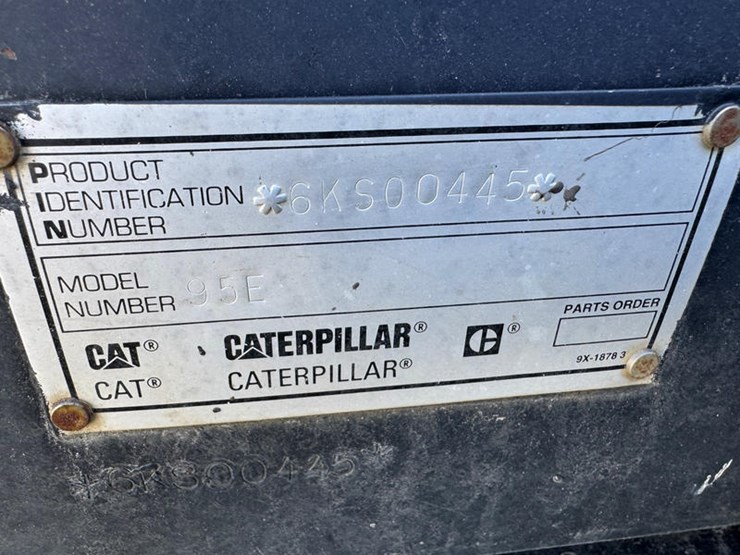 PRODUCT
IDENTIFICATION *6KS00445*
NUMBER
MODEL
NUMBER 95E
PARTS ORDER
CAT® CATERPILLAR® C®
CAT® CATERPILLAR®
9X-1878 3
*6KS00445*